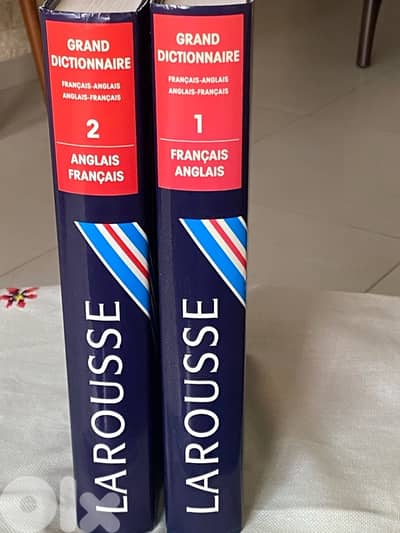 GRAND
DICTIONNAIRE
FRANÇAIS-ANGLAIS
ANGLAIS-FRANÇAIS
2
ANGLAIS
FRANÇAIS
LAROUSSE
GRAND
DICTIONNAIRE
FRANÇAIS-ANGLAIS
ANGLAIS-FRANÇAIS
1
FRANÇAIS
ANGLAIS
LAROUSSE
olx